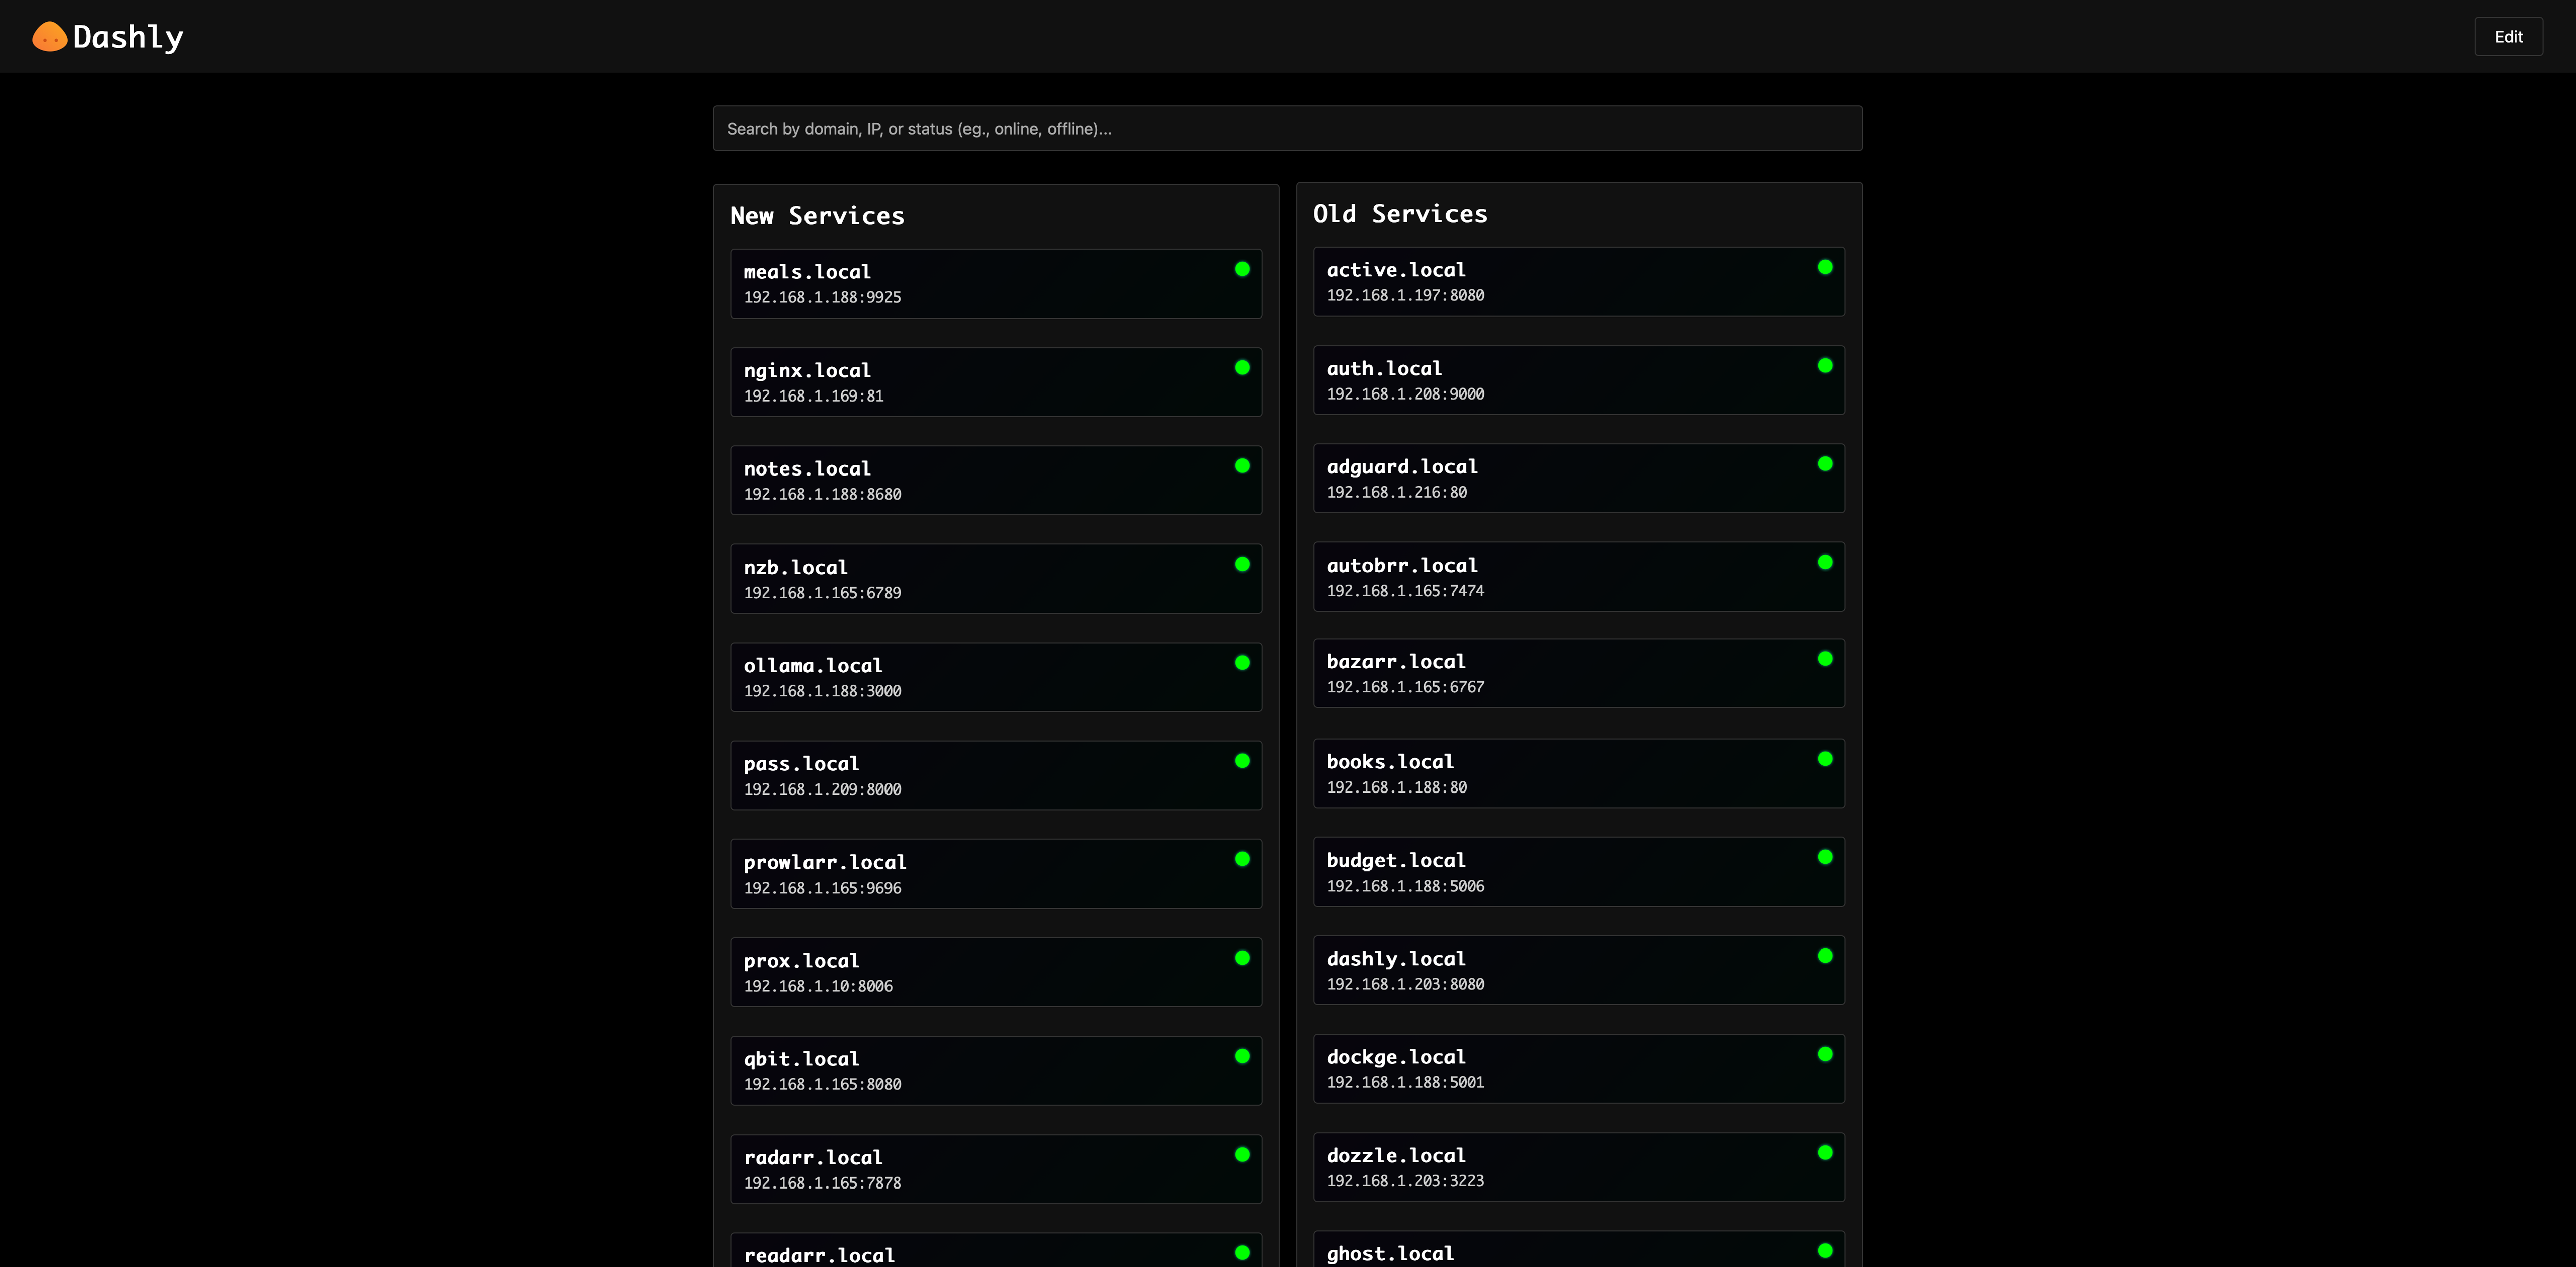 Dashly
Edit
Search by domain, IP, or status (eg., online, offline)...
New Services
meals.local
192.168.1.188:9925
nginx.local
192.168.1.169:81
notes.local
192.168.1.188:8680
nzb.local
192.168.1.165:6789
ollama.local
192.168.1.188:3000
pass.local
192.168.1.209:8000
prowlarr.local
192.168.1.165:9696
prox.local
192.168.1.10:8006
qbit.local
192.168.1.165:8080
radarr.local
192.168.1.165:7878
readarr.local
Old Services
active.local
192.168.1.197:8080
auth.local
192.168.1.208:9000
adguard.local
192.168.1.216:80
autobrr.local
192.168.1.165:7474
bazarr.local
192.168.1.165:6767
books.local
192.168.1.188:80
budget.local
192.168.1.188:5006
dashly.local
192.168.1.203:8080
dockge.local
192.168.1.188:5001
dozzle.local
192.168.1.203:3223
ghost.local